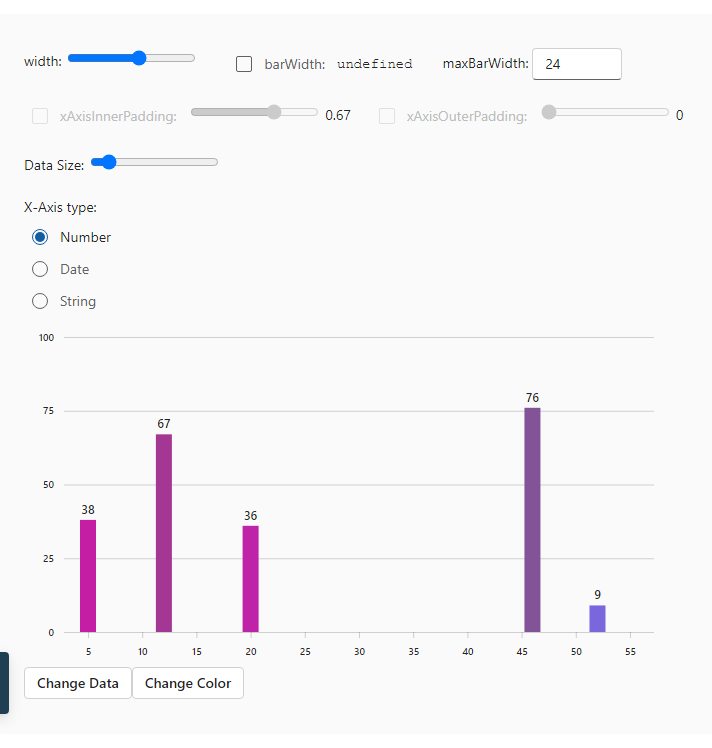 width: barWidth: undefined maxBarWidth: 24
xAxisInnerPadding: 0.67 xAxisOuterPadding: 0
Data Size:
X-Axis type:
Number
Date
String
100
76
75
67
50
38
36
25
9
0
5 10 15 20 25 30 35 40 45 50 55
Change Data Change Color